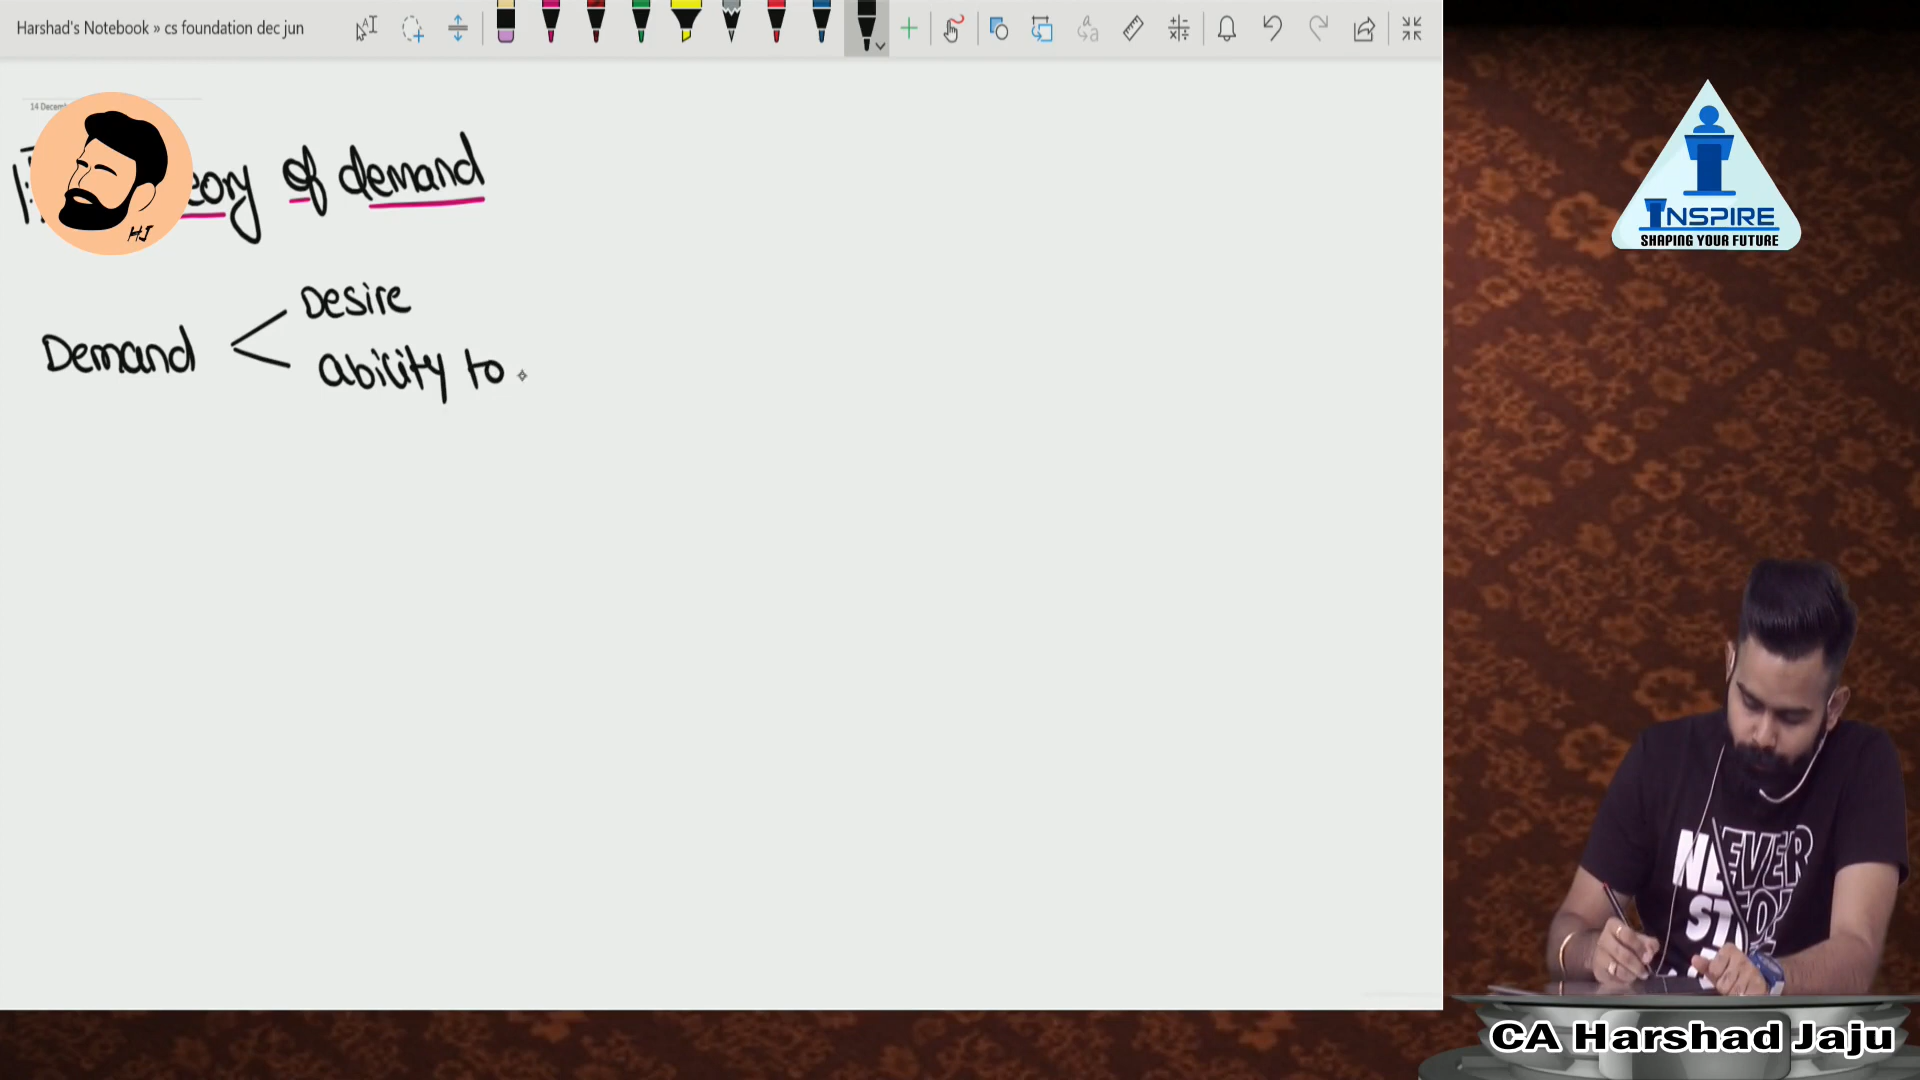 Harshad's Notebook » cs foundation dec jun
of demand
Demand
Desire
ability to
HJ
INSPIRE
SHAPING YOUR FUTURE
NEVER
CA Harshad Jaju